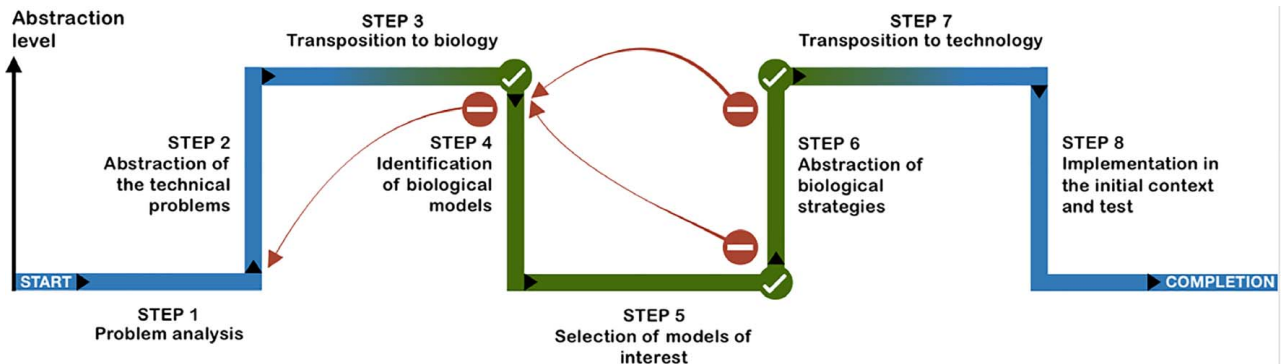 Abstraction
level
STEP 3
Transposition to biology
STEP 7
Transposition to technology
STEP 2
Abstraction of
the technical
problems
STEP 4
Identification
of biological
models
STEP 6
Abstraction of
biological
strategies
STEP 8
Implementation in
the initial context
and test
START
COMPLETION
STEP 1
Problem analysis
STEP 5
Selection of models of
interest